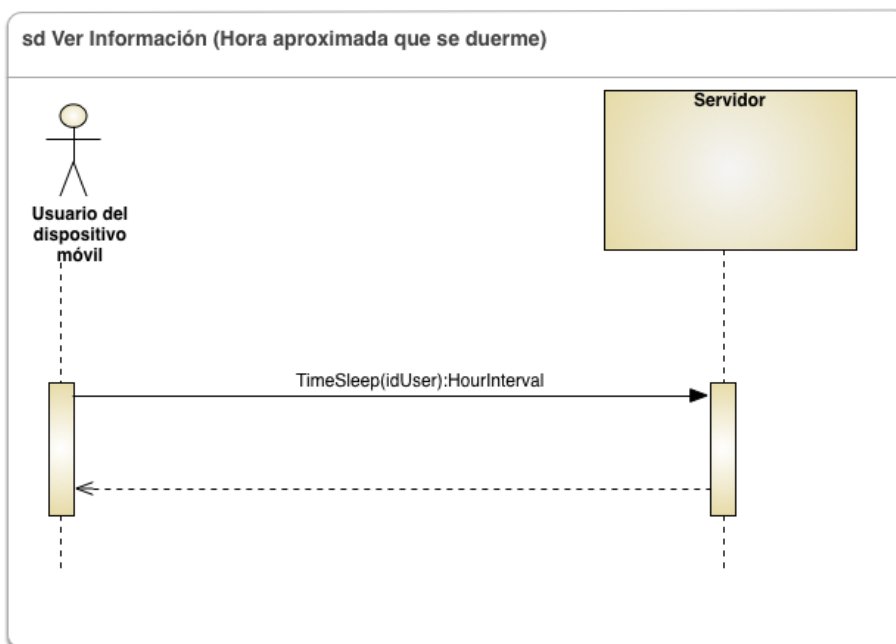 sd Ver Información (Hora aproximada que se duerme)
Servidor
Usuario del
dispositivo
móvil
TimeSleep(idUser):HourInterval